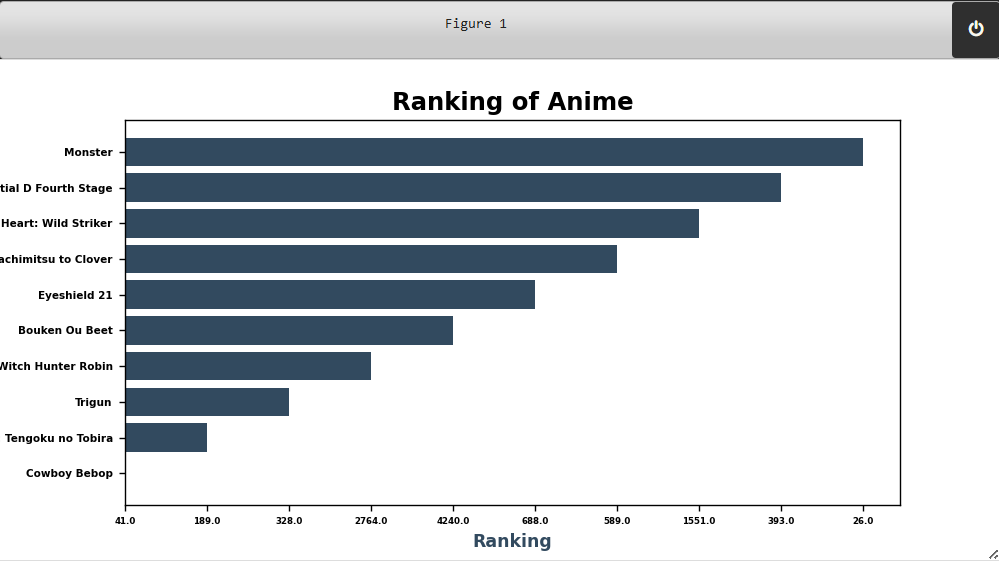 Figure 1
Ranking of Anime
Monster
tial D Fourth Stage
Heart: Wild Striker
achimitsu to Clover
Eyeshield 21
Bouken Ou Beet
Witch Hunter Robin
Trigun
Tengoku no Tobira
Cowboy Bebop
41.0 189.0 328.0 2764.0 4240.0 688.0 589.0 1551.0 393.0 26.0
Ranking